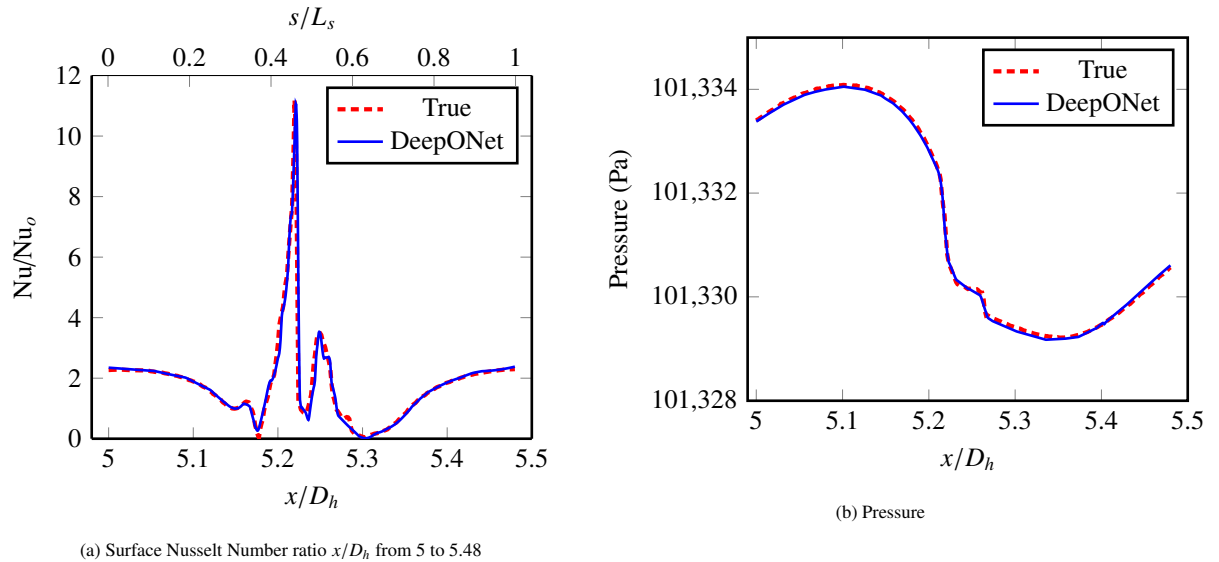 s/L_s
0 0.2 0.4 0.6 0.8 1
12
10
8
6
4
2
0
Nu/Nu_o
True
DeepONet
5 5.1 5.2 5.3 5.4 5.5
x/D_h
(a) Surface Nusselt Number ratio x/D_h from 5 to 5.48
101,334
101,332
101,330
101,328
Pressure (Pa)
True
DeepONet
5 5.1 5.2 5.3 5.4 5.5
x/D_h
(b) Pressure